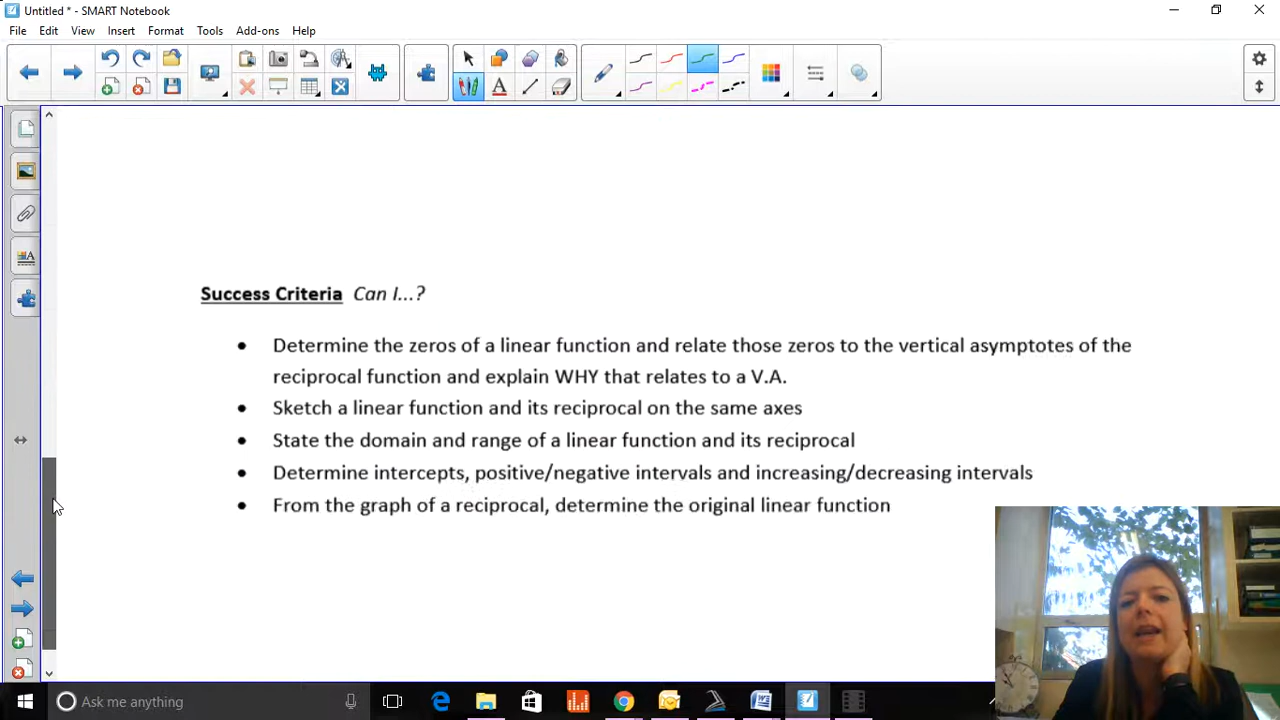 Untitled * - SMART Notebook
File Edit View Insert Format Tools Add-ons Help
Success Criteria Can I...?
• Determine the zeros of a linear function and relate those zeros to the vertical asymptotes of the
reciprocal function and explain WHY that relates to a V.A.
• Sketch a linear function and its reciprocal on the same axes
• State the domain and range of a linear function and its reciprocal
• Determine intercepts, positive/negative intervals and increasing/decreasing intervals
• From the graph of a reciprocal, determine the original linear function
Ask me anything